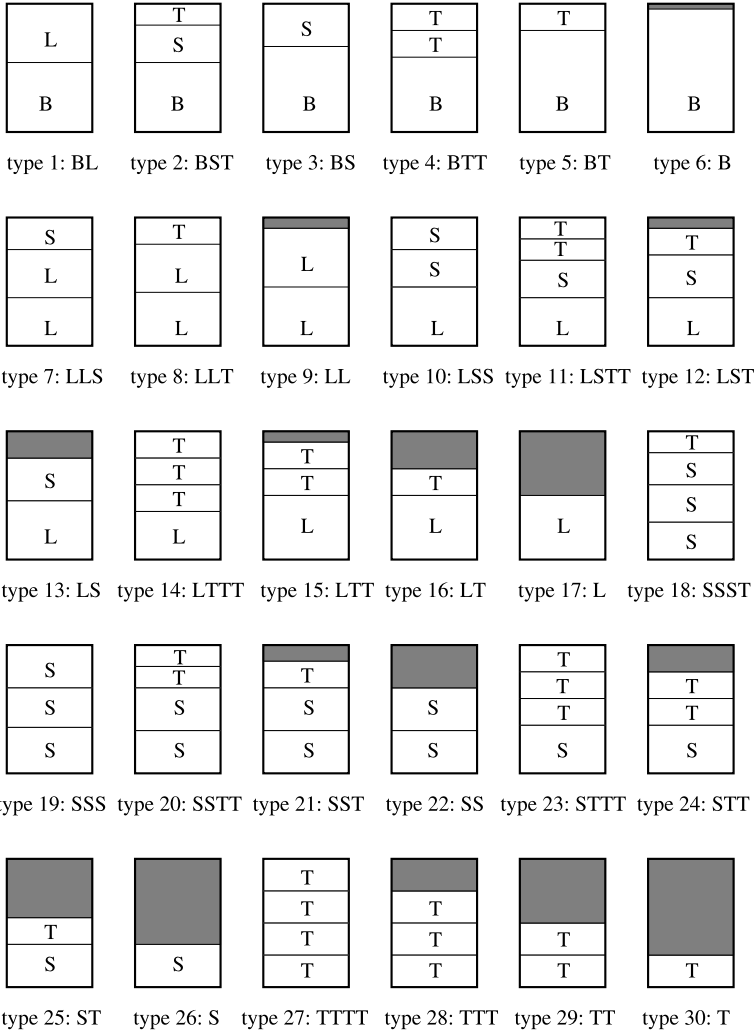 L T S T T
S S T
B B B B B B
type 1: BL type 2: BST type 3: BS type 4: BTT type 5: BT type 6: B
S T L S T T
L L S T S
S
L L L L L L
type 7: LLS type 8: LLT type 9: LL type 10: LSS type 11: LSTT type 12: LST
S T T T L T
T T S
T S
L L L S
type 13: LS type 14: LTTT type 15: LTT type 16: LT type 17: L type 18: SSST
S T T S T T
S T S T T
S T
S S S S S S
type 19: SSS type 20: SSTT type 21: SST type 22: SS type 23: STTT type 24: STT
T S T T T T
S T T T
T
T T
type 25: ST type 26: S type 27: TTTT type 28: TTT type 29: TT type 30: T